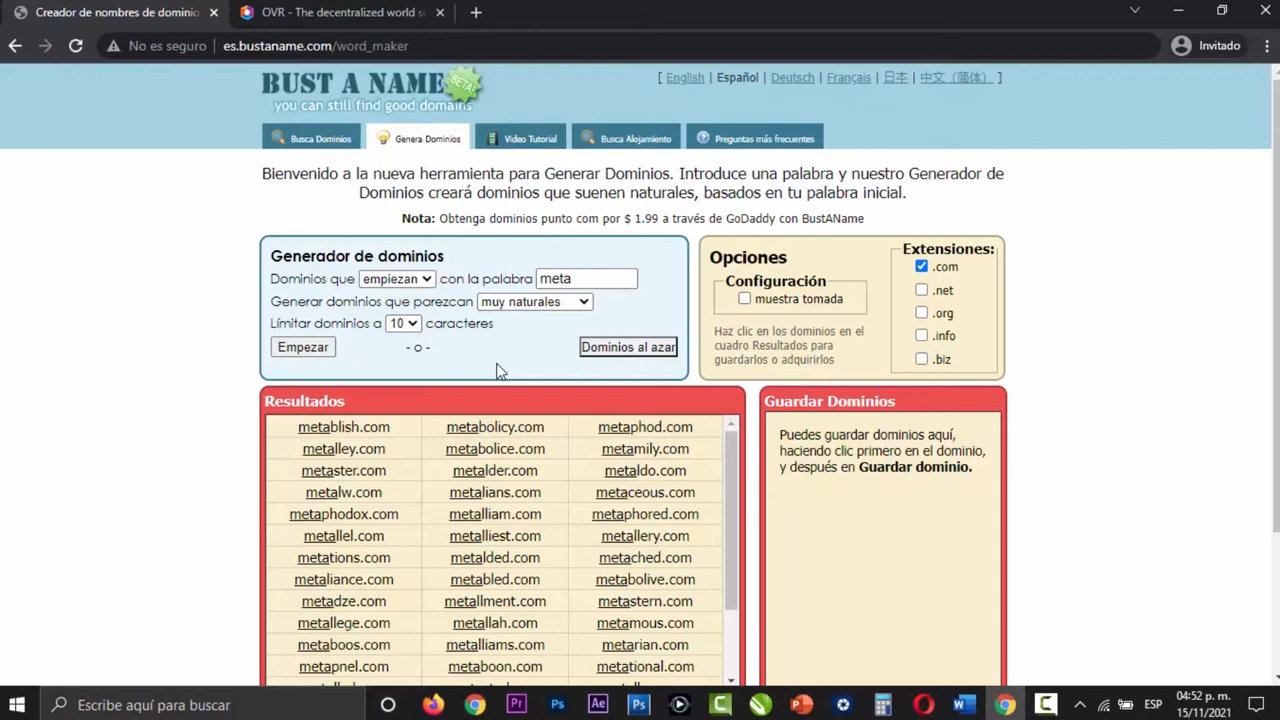 Creador de nombres de dominio
OVR - The decentralized world s
No es seguro
es.bustaname.com/word_maker
Invitado
BUST A NAME
BETA!
you can still find good domains
[ English | Español | Deutsch | Français | 日本 | 中文（简体） ]
Busca Dominios
Genera Dominios
Video Tutorial
Busca Alojamiento
Preguntas más frecuentes
Bienvenido a la nueva herramienta para Generar Dominios. Introduce una palabra y nuestro Generador de
Dominios creará dominios que suenen naturales, basados en tu palabra inicial.
Nota: Obtenga dominios punto com por $ 1.99 a través de GoDaddy con BustAName
Generador de dominios
Dominios que empiezan con la palabra meta
Generar dominios que parezcan muy naturales
Límitar dominios a 10 caracteres
Empezar - o - Dominios al azar
Opciones
Configuración
muestra tomada
Haz clic en los dominios en el
cuadro Resultados para
guardarlos o adquirirlos
Extensiones:
.com
.net
.org
.info
.biz
Resultados
metablish.com metabolicy.com metaphod.com
metalley.com metabolice.com metamily.com
metaster.com metalder.com metaldo.com
metalw.com metalians.com metaceous.com
metaphodox.com metalliam.com metaphored.com
metallel.com metalliest.com metallery.com
metations.com metalded.com metached.com
metaliance.com metabled.com metabolive.com
metadze.com metallment.com metastern.com
metallege.com metallah.com metamous.com
metaboos.com metalliams.com metarian.com
metapnel.com metaboon.com metational.com
Guardar Dominios
Puedes guardar dominios aquí,
haciendo clic primero en el dominio,
y después en Guardar dominio.
Escribe aquí para buscar
ESP
04:52 p. m.
15/11/2021